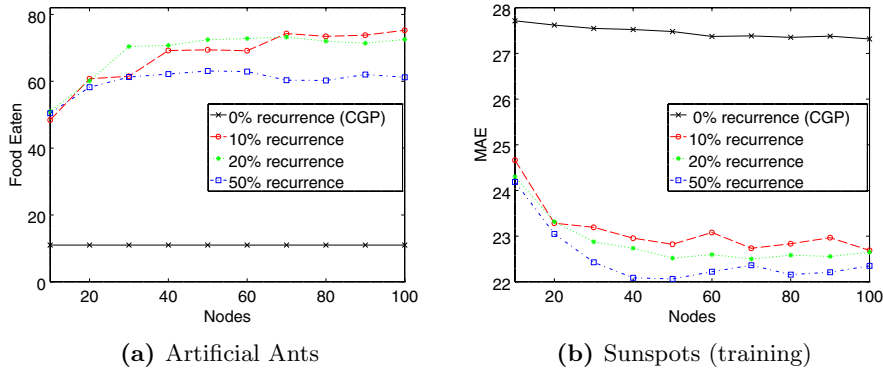 80
60
40
20
0
Food Eaten
20 40 60 80 100
Nodes
0% recurrence (CGP)
10% recurrence
20% recurrence
50% recurrence
(a) Artificial Ants
28
27
26
25
24
23
22
MAE
20 40 60 80 100
Nodes
0% recurrence (CGP)
10% recurrence
20% recurrence
50% recurrence
(b) Sunspots (training)